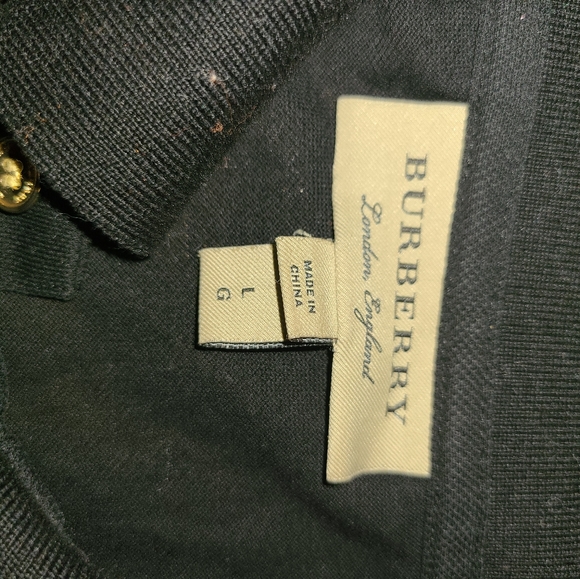 BURBERRY
London, England
MADE IN
CHINA
L
G